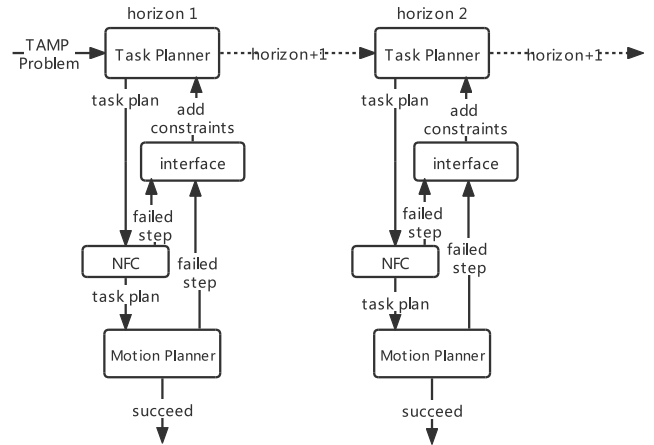 horizon 1
horizon 2
TAMP
Problem
Task Planner
horizon+1
Task Planner
horizon+1
task plan
add
constraints
task plan
add
constraints
interface
interface
failed
step
failed
step
NFC
failed
step
NFC
failed
step
task plan
task plan
Motion Planner
Motion Planner
succeed
succeed